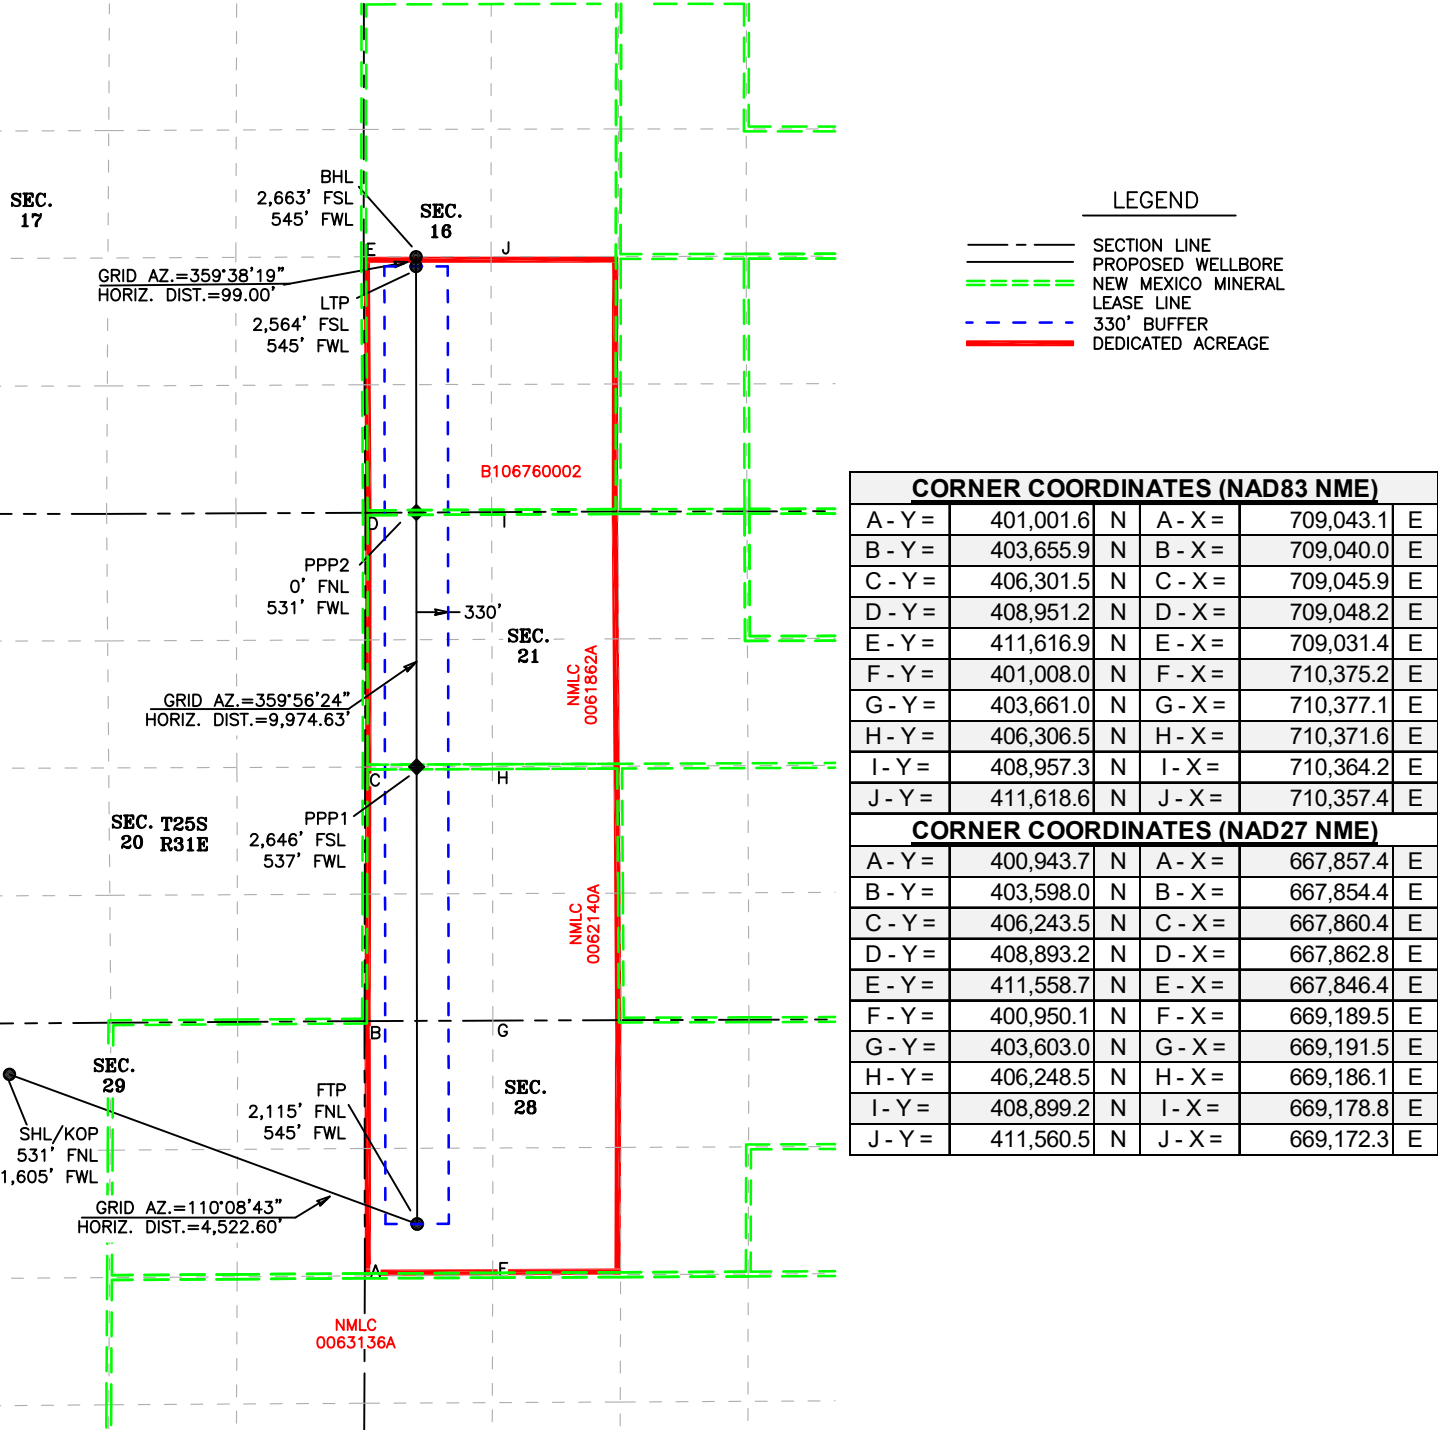 SEC.
17
BHL
2,663' FSL
545' FWL
SEC.
16
E
J
GRID AZ.=359°38'19"
HORIZ. DIST.=99.00'
LTP
2,564' FSL
545' FWL
B106760002
D
I
PPP2
0' FNL
531' FWL
330'
SEC.
21
NMLC
0061862A
GRID AZ.=359°56'24"
HORIZ. DIST.=9,974.63'
C
H
PPP1
2,646' FSL
537' FWL
SEC. T25S
20 R31E
NMLC
0062140A
B
G
SEC.
29
FTP
2,115' FNL
545' FWL
SEC.
28
SHL/KOP
531' FNL
1,605' FWL
GRID AZ.=110°08'43"
HORIZ. DIST.=4,522.60'
A
F
NMLC
0063136A
LEGEND
SECTION LINE
PROPOSED WELLBORE
NEW MEXICO MINERAL
LEASE LINE
330' BUFFER
DEDICATED ACREAGE
CORNER COORDINATES (NAD83 NME)
A - Y = 401,001.6 N A - X = 709,043.1 E
B - Y = 403,655.9 N B - X = 709,040.0 E
C - Y = 406,301.5 N C - X = 709,045.9 E
D - Y = 408,951.2 N D - X = 709,048.2 E
E - Y = 411,616.9 N E - X = 709,031.4 E
F - Y = 401,008.0 N F - X = 710,375.2 E
G - Y = 403,661.0 N G - X = 710,377.1 E
H - Y = 406,306.5 N H - X = 710,371.6 E
I - Y = 408,957.3 N I - X = 710,364.2 E
J - Y = 411,618.6 N J - X = 710,357.4 E
CORNER COORDINATES (NAD27 NME)
A - Y = 400,943.7 N A - X = 667,857.4 E
B - Y = 403,598.0 N B - X = 667,854.4 E
C - Y = 406,243.5 N C - X = 667,860.4 E
D - Y = 408,893.2 N D - X = 667,862.8 E
E - Y = 411,558.7 N E - X = 667,846.4 E
F - Y = 400,950.1 N F - X = 669,189.5 E
G - Y = 403,603.0 N G - X = 669,191.5 E
H - Y = 406,248.5 N H - X = 669,186.1 E
I - Y = 408,899.2 N I - X = 669,178.8 E
J - Y = 411,560.5 N J - X = 669,172.3 E